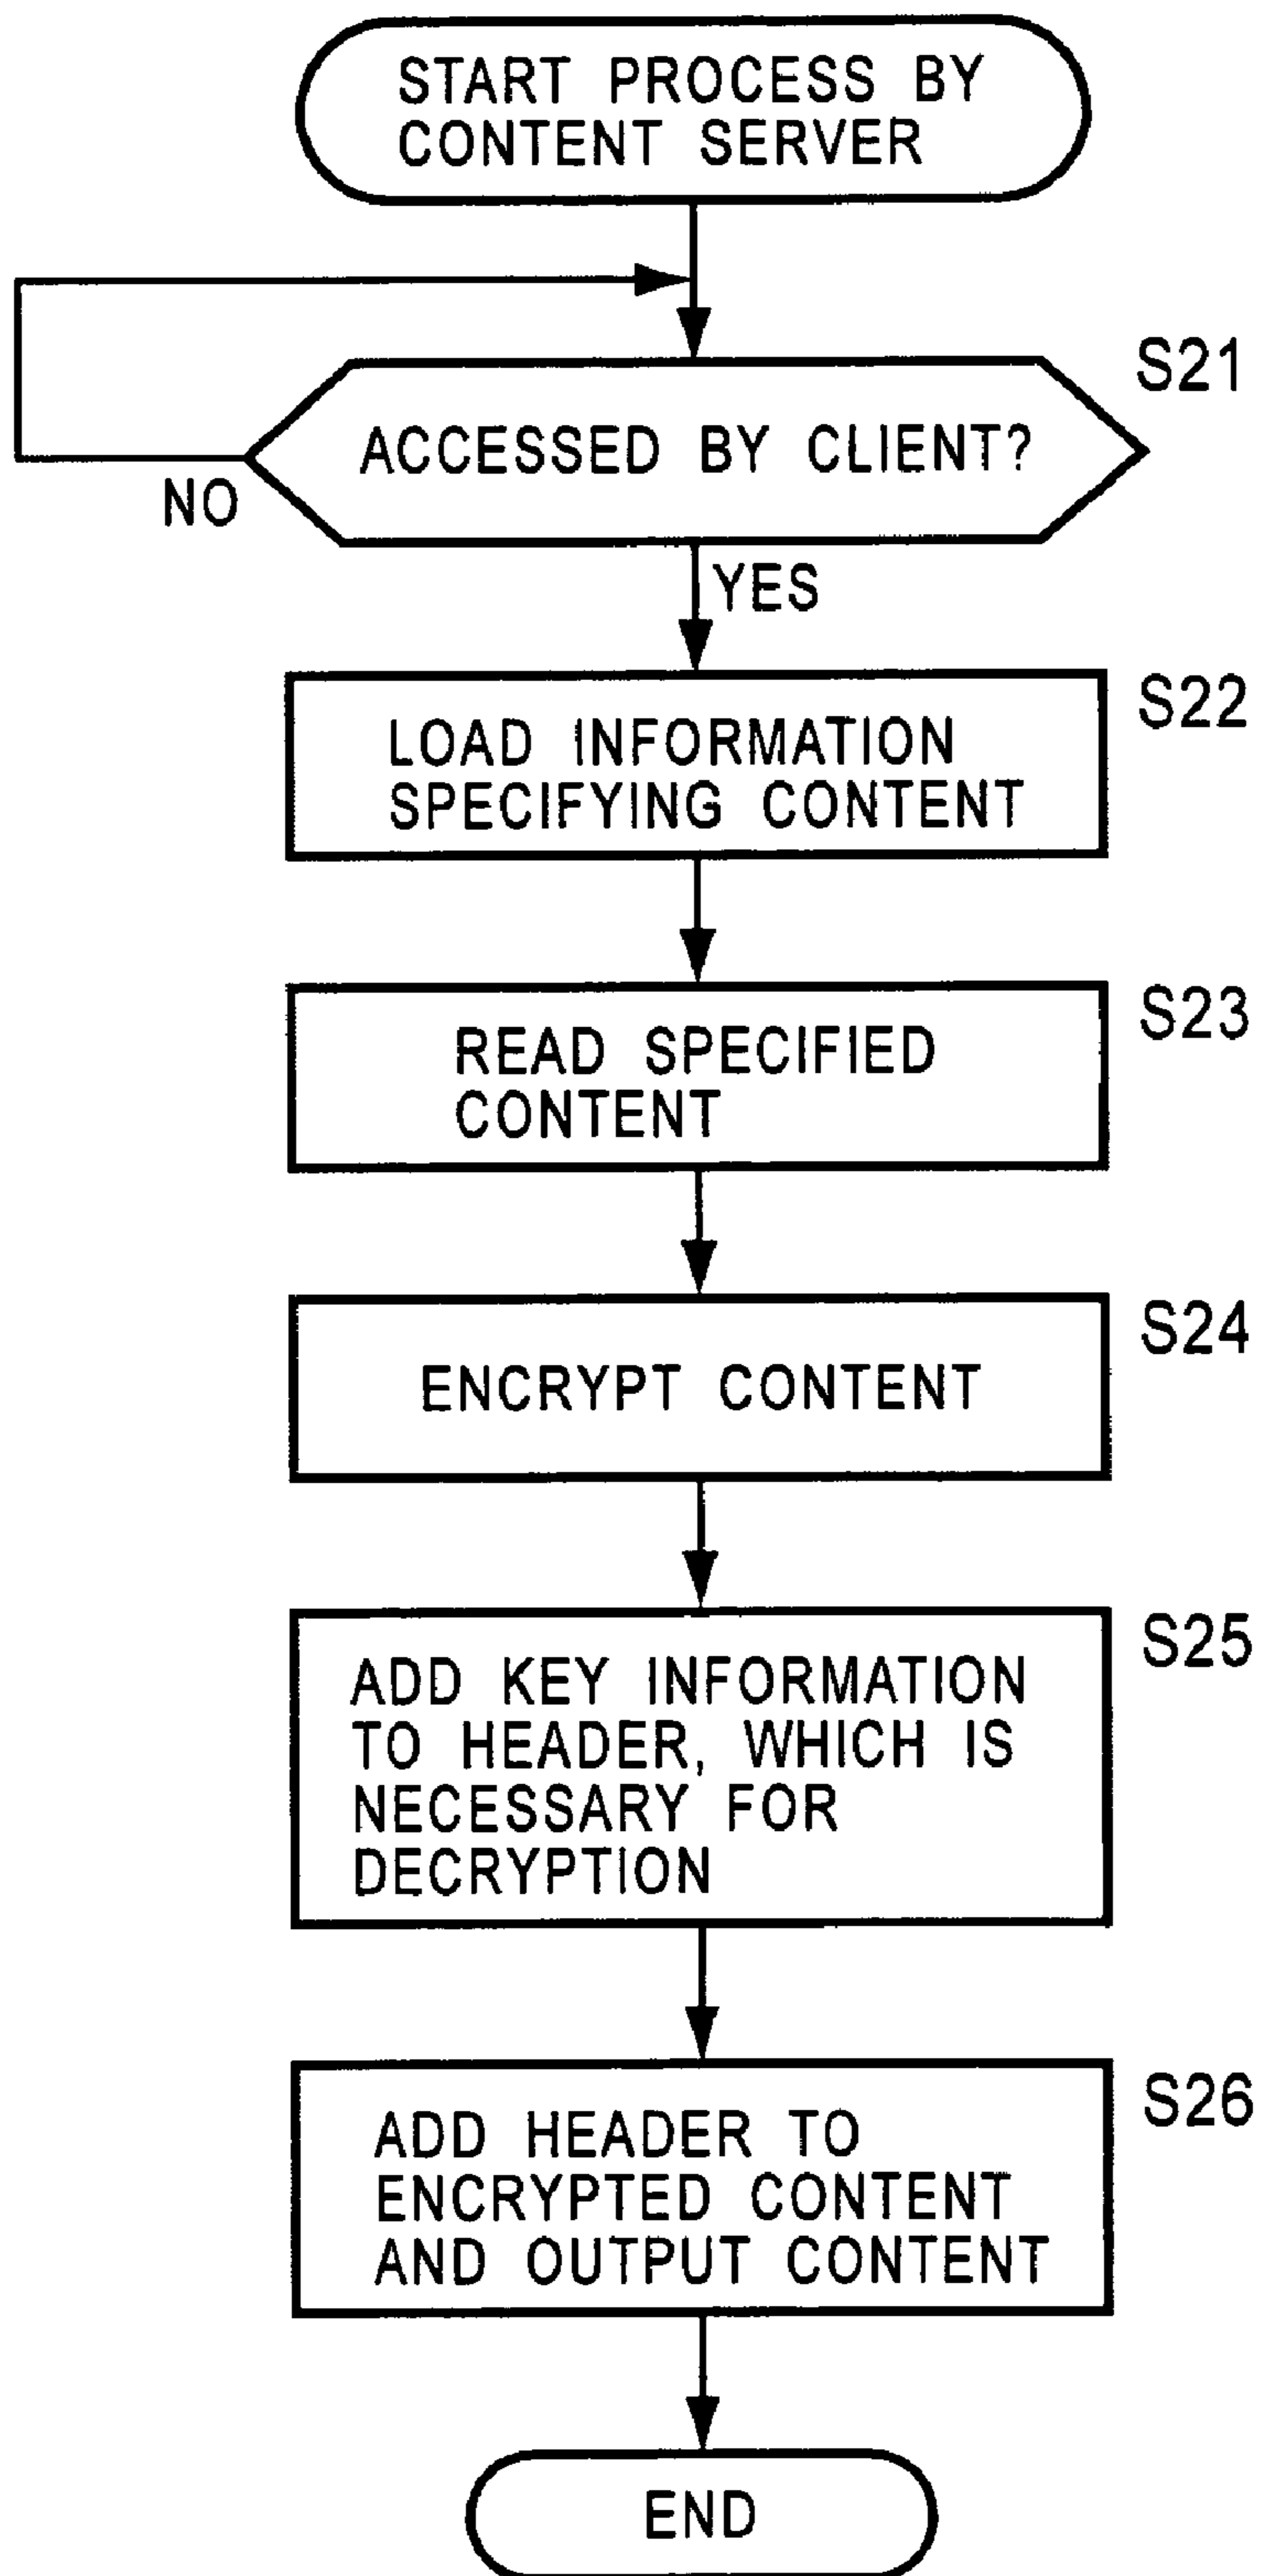 START PROCESS BY
CONTENT SERVER
S21
ACCESSED BY CLIENT?
NO
YES
S22
LOAD INFORMATION
SPECIFYING CONTENT
S23
READ SPECIFIED
CONTENT
S24
ENCRYPT CONTENT
S25
ADD KEY INFORMATION
TO HEADER, WHICH IS
NECESSARY FOR
DECRYPTION
S26
ADD HEADER TO
ENCRYPTED CONTENT
AND OUTPUT CONTENT
END